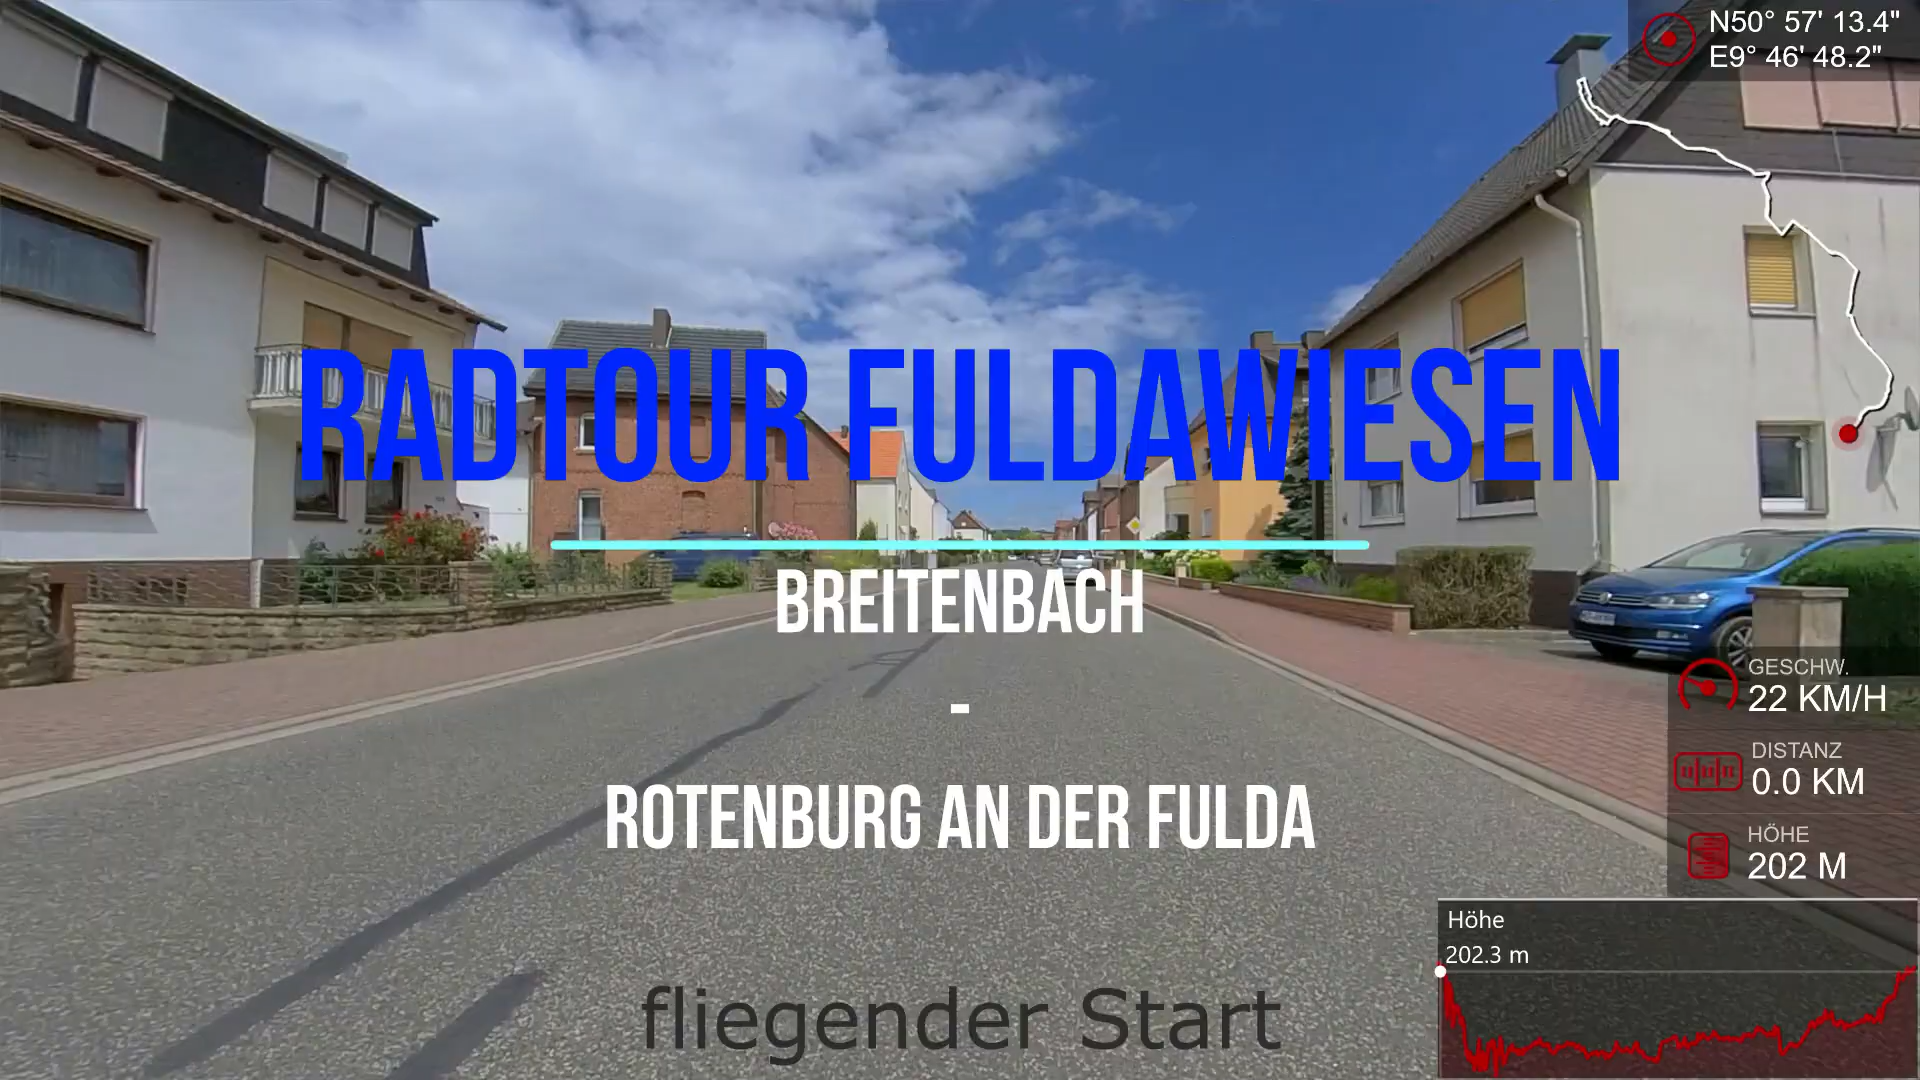 N50° 57' 13.4"
E9° 46' 48.2"
RADTOUR FULDAWIESEN
BREITENBACH
-
ROTENBURG AN DER FULDA
GESCHW.
22 KM/H
DISTANZ
0.0 KM
HÖHE
202 M
Höhe
202.3 m
fliegender Start